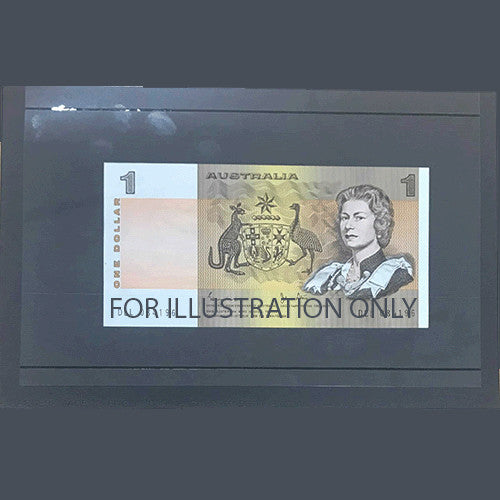 AUSTRALIA
1
1
ONE DOLLAR
FOR ILLUSTRATION ONLY